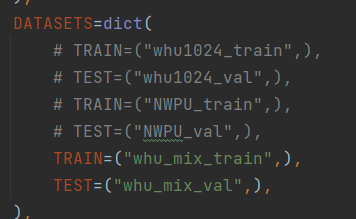 ),
DATASETS=dict(
# TRAIN=("whu1024_train",),
# TEST=("whu1024_val",),
# TRAIN=("NWPU_train",),
# TEST=("NWPU_val",),
TRAIN=("whu_mix_train",),
TEST=("whu_mix_val",),
),